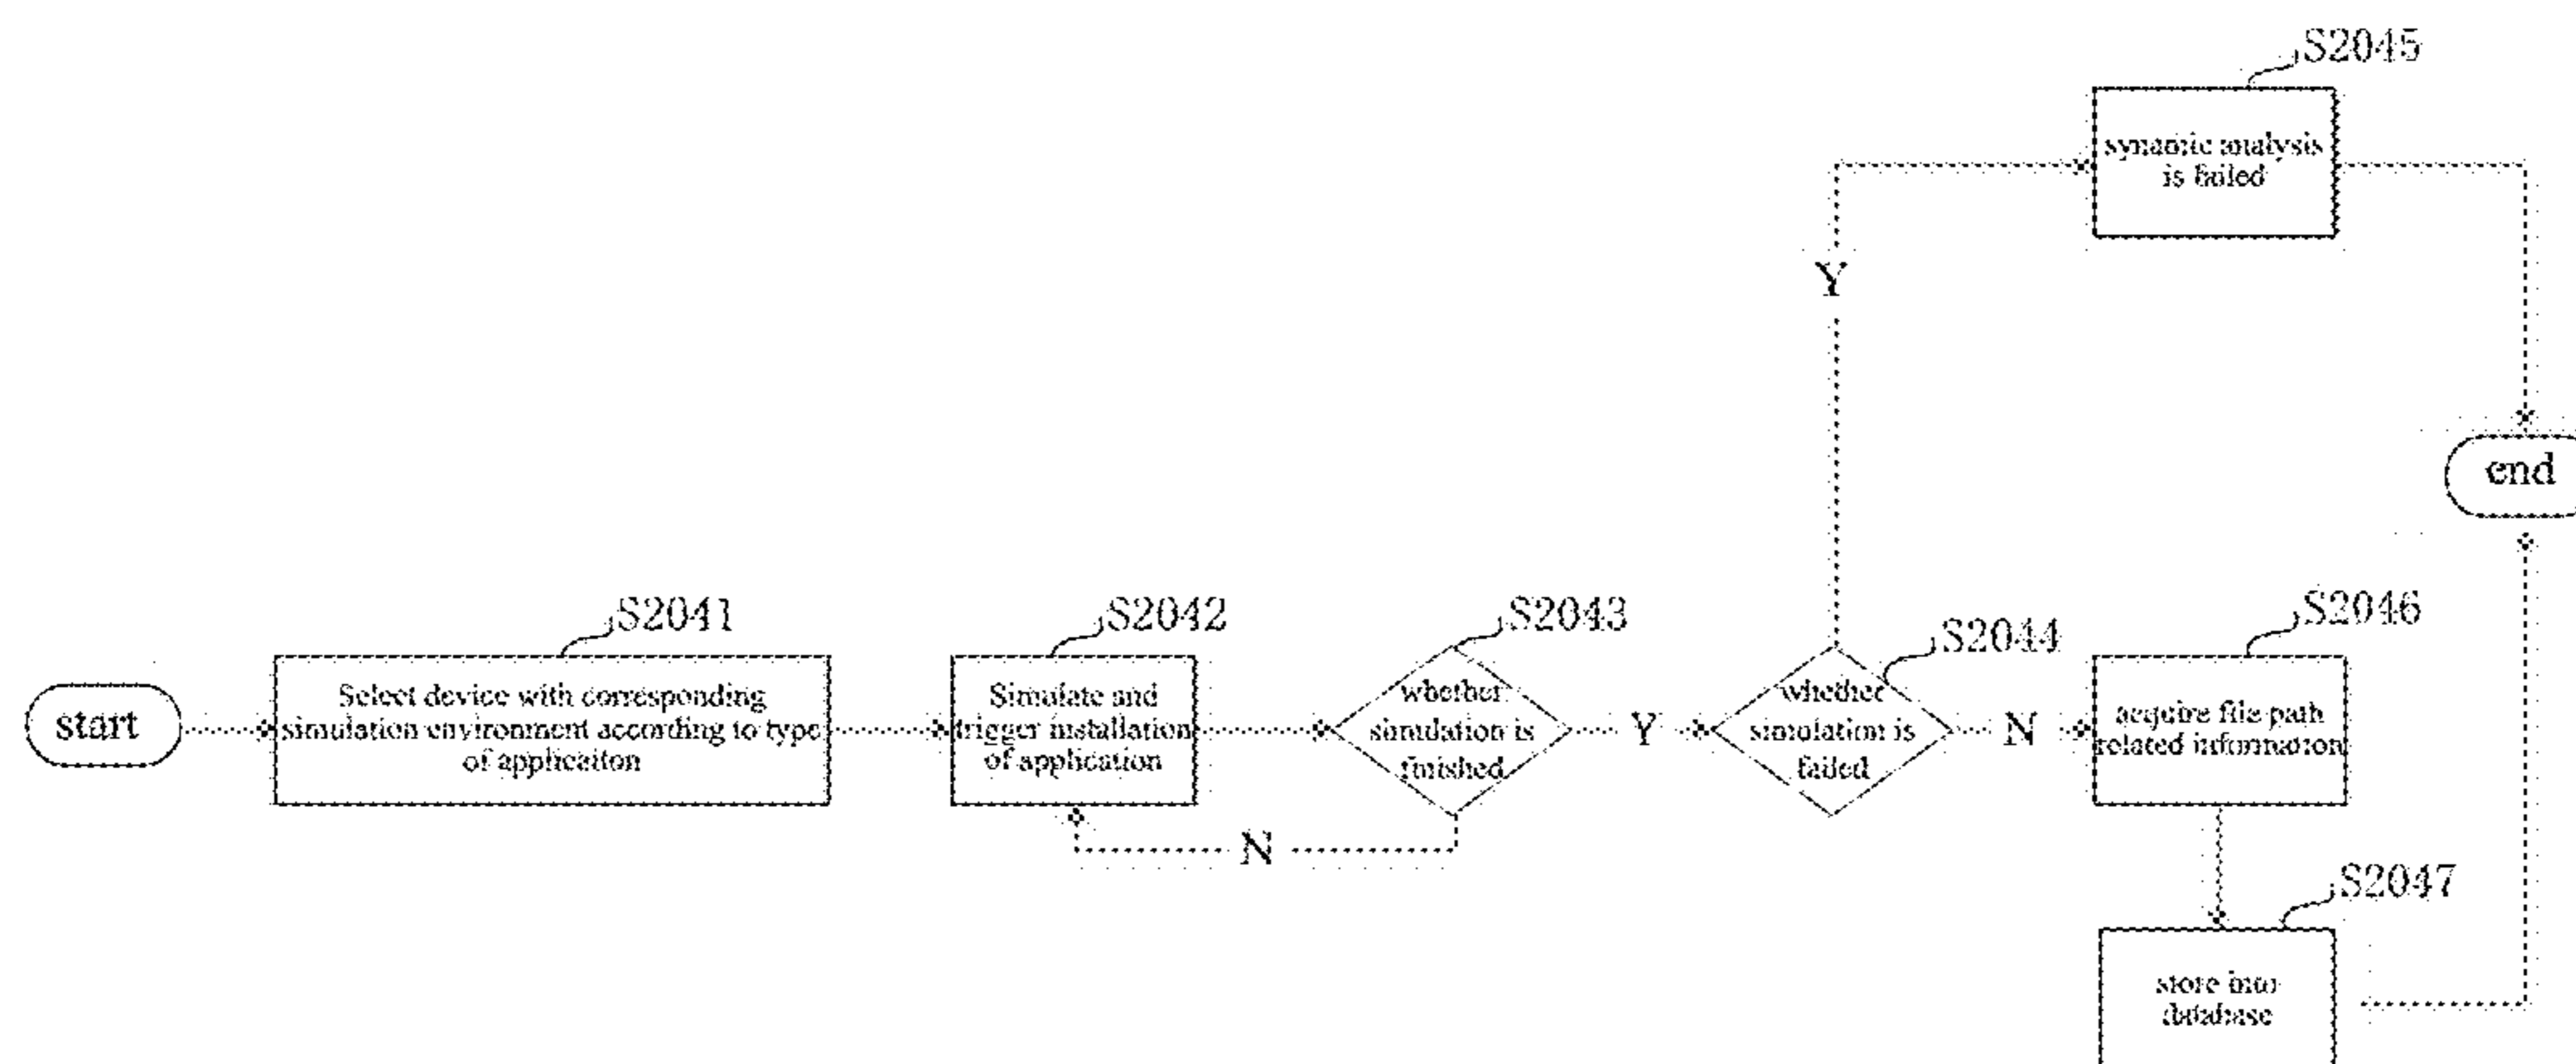 S2045
synamic analysis
is failed
Y
end
S2041
S2042
S2043
S2044
S2046
start
Select device with corresponding
simulation environment according to type
of applicaiton
Simulate and
trigger installation
of application
whether
simulation is
finished
Y
whether
simulation is
failed
N
acquire file path
related information
N
S2047
store into
database